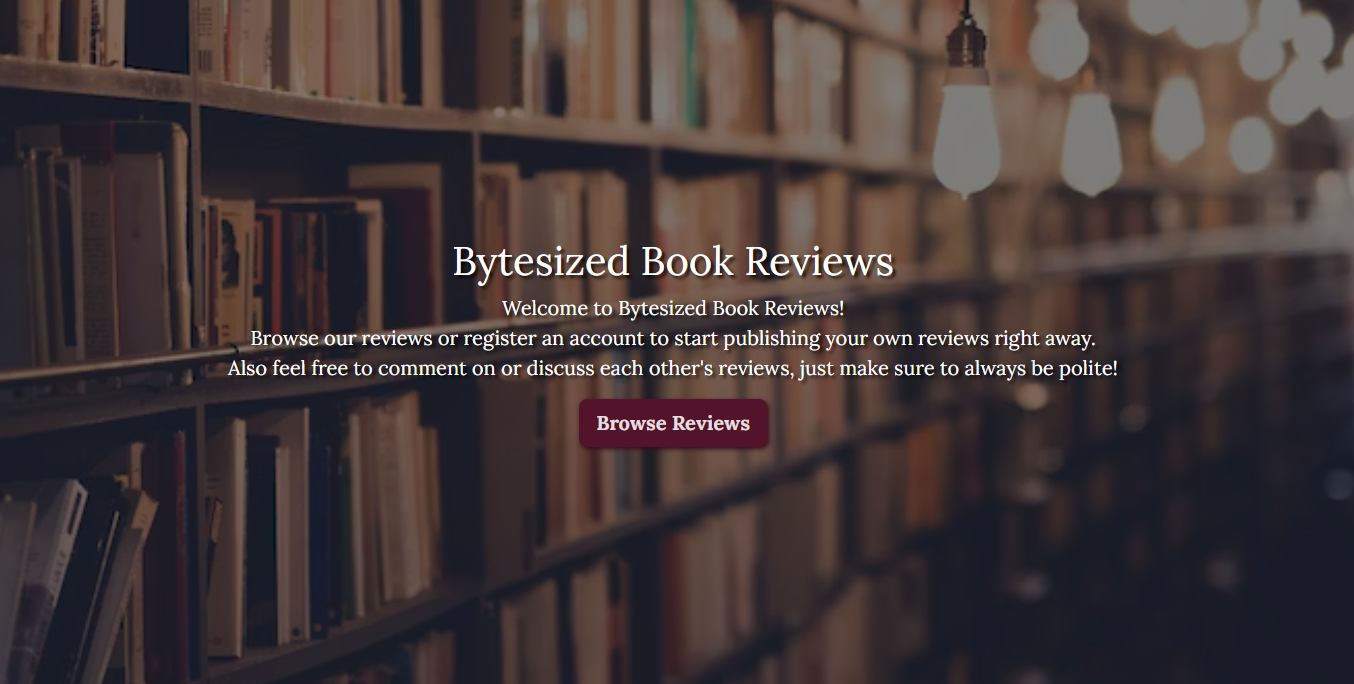 Bytesized Book Reviews
Welcome to Bytesized Book Reviews!
Browse our reviews or register an account to start publishing your own reviews right away.
Also feel free to comment on or discuss each other's reviews, just make sure to always be polite!
Browse Reviews